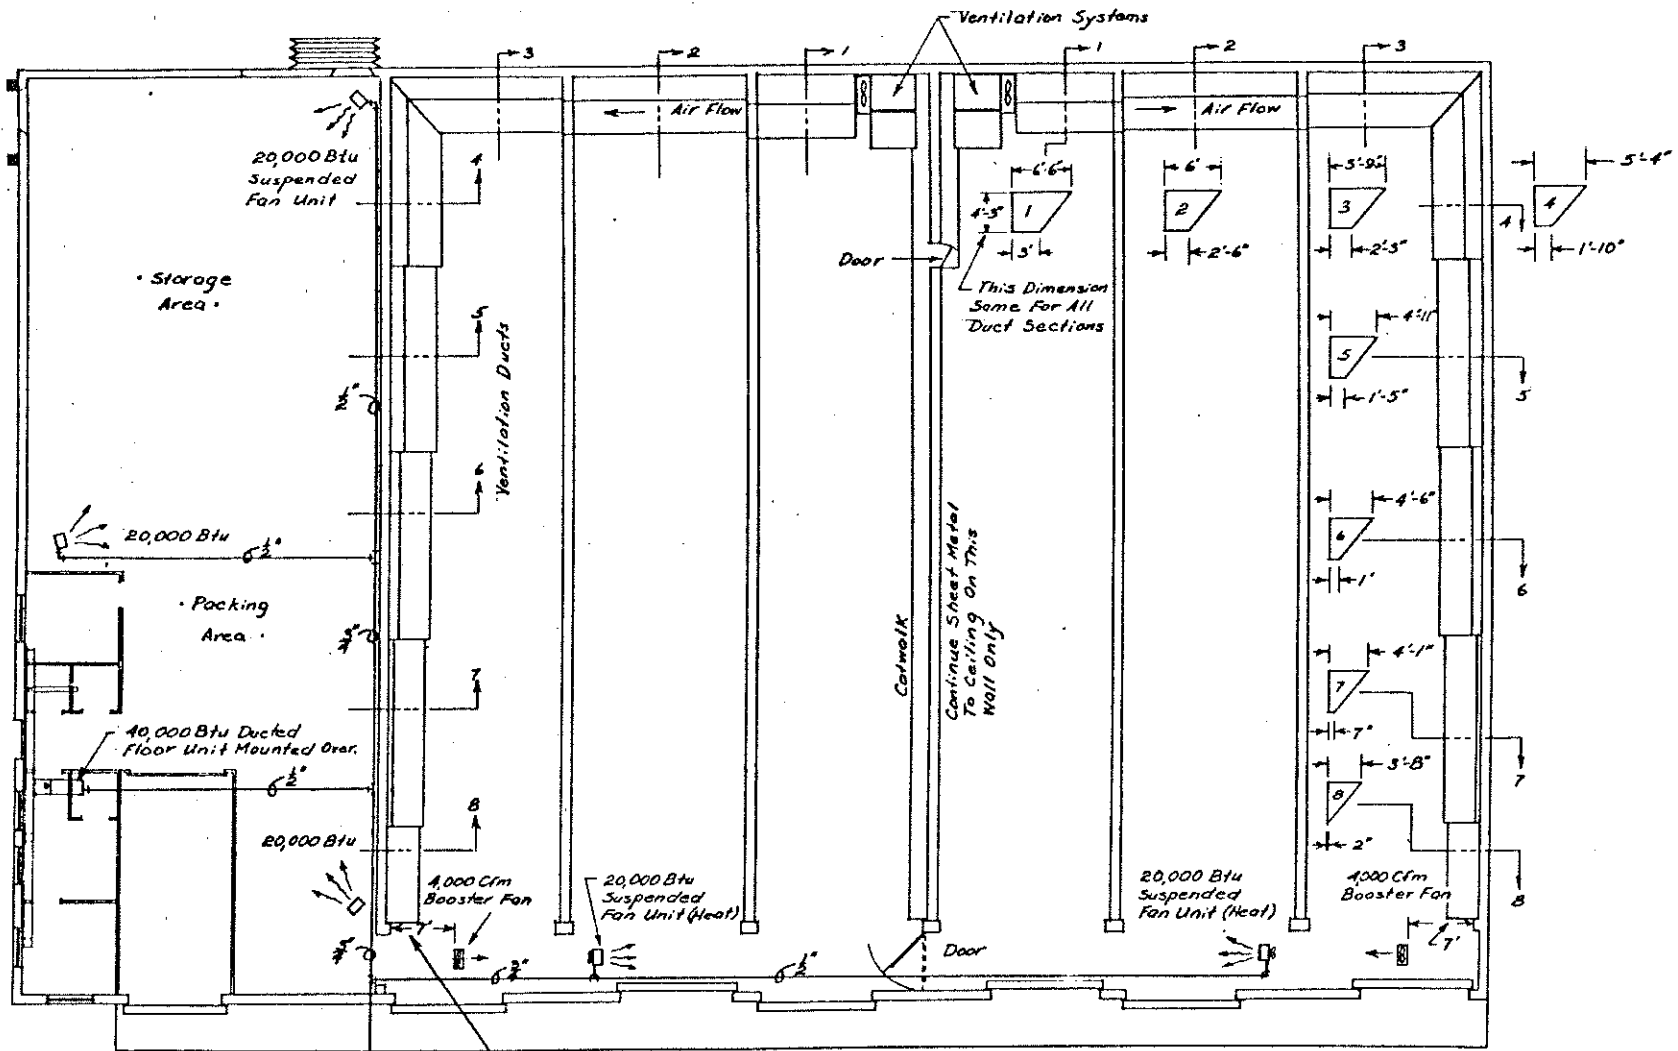 Ventilation Systems
3
2
1
1
2
3
Air Flow
Air Flow
20,000 Btu
Suspended
Fan Unit
4
6'-6"
4'-3"
1
3'
6'
2
2'-6"
5'-9"
3
2'-3"
4
5'-4"
4
1'-10"
Door
This Dimension
Same For All
Duct Sections
• Storage
Area •
5
Ventilation Ducts
4'-11"
5
1'-5"
5
6
4'-6"
6
1'
6
20,000 Btu
1/2"
• Packing
Area •
3/4"
Catwalk
Continue Sheet Metal
To Ceiling On This
Wall Only
7
4'-1"
7
7"
7
40,000 Btu Ducted
Floor Unit Mounted Over.
1/2"
3'-8"
8
2"
8
8
20,000 Btu
4,000 Cfm
Booster Fan
20,000 Btu
Suspended
Fan Unit (Heat)
20,000 Btu
Suspended
Fan Unit (Heat)
4,000 Cfm
Booster Fan
7'
7'
Door
3/4"
1/2"